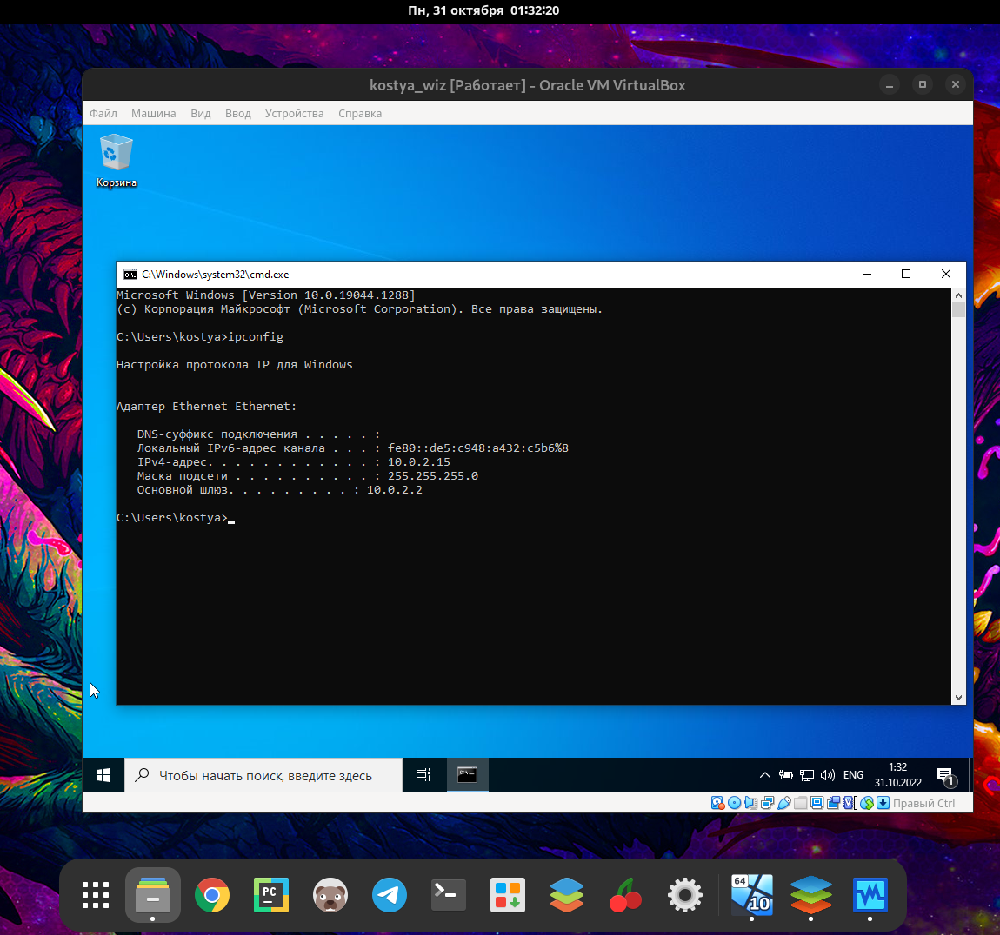 Пн, 31 октября 01:32:20
kostya_wiz [Работает] - Oracle VM VirtualBox
Файл Машина Вид Ввод Устройства Справка
Корзина
C:\Windows\system32\cmd.exe
Microsoft Windows [Version 10.0.19044.1288]
(c) Корпорация Майкрософт (Microsoft Corporation). Все права защищены.
C:\Users\kostya>ipconfig
Настройка протокола IP для Windows
Адаптер Ethernet Ethernet:
DNS-суффикс подключения . . . . . :
Локальный IPv6-адрес канала . . . : fe80::de5:c948:a432:c5b6%8
IPv4-адрес. . . . . . . . . . . . : 10.0.2.15
Маска подсети . . . . . . . . . . : 255.255.255.0
Основной шлюз. . . . . . . . . : 10.0.2.2
C:\Users\kostya>
Чтобы начать поиск, введите здесь
ENG
1:32
31.10.2022
1
Правый Ctrl
PC
64
10